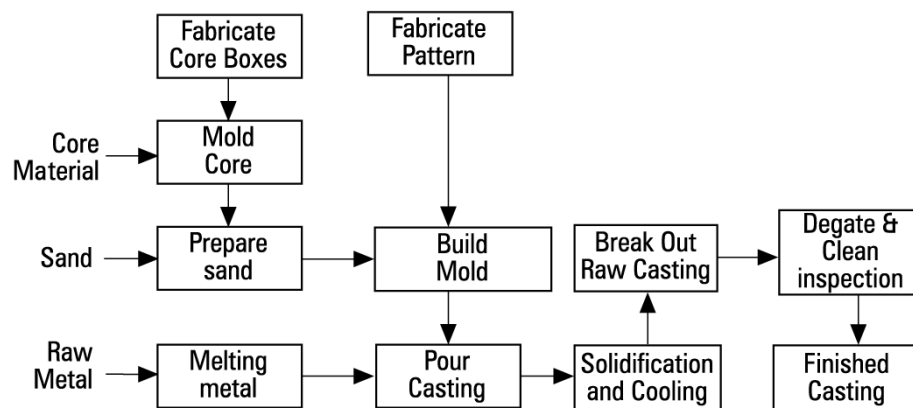 Fabricate
Core Boxes
Fabricate
Pattern
Core
Material
Mold
Core
Sand
Prepare
sand
Build
Mold
Break Out
Raw Casting
Degate &
Clean
inspection
Raw
Metal
Melting
metal
Pour
Casting
Solidification
and Cooling
Finished
Casting